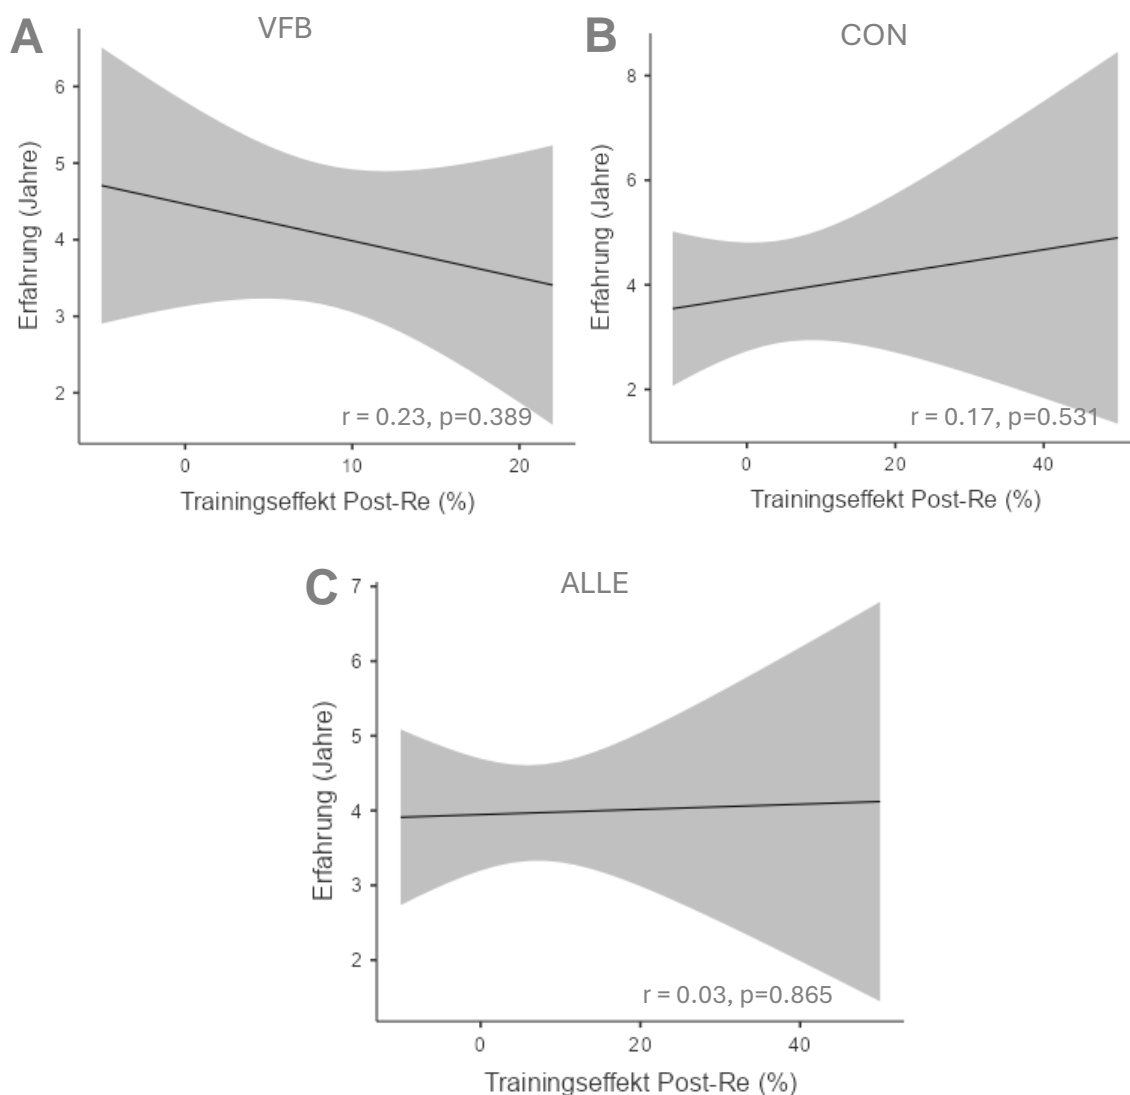 A
VFB
Erfahrung (Jahre)
6
5
4
3
2
r = 0.23, p=0.389
0
10
20
Trainingseffekt Post-Re (%)
B
CON
Erfahrung (Jahre)
8
6
4
2
r = 0.17, p=0.531
0
20
40
Trainingseffekt Post-Re (%)
C
ALLE
Erfahrung (Jahre)
7
6
5
4
3
2
r = 0.03, p=0.865
0
20
40
Trainingseffekt Post-Re (%)